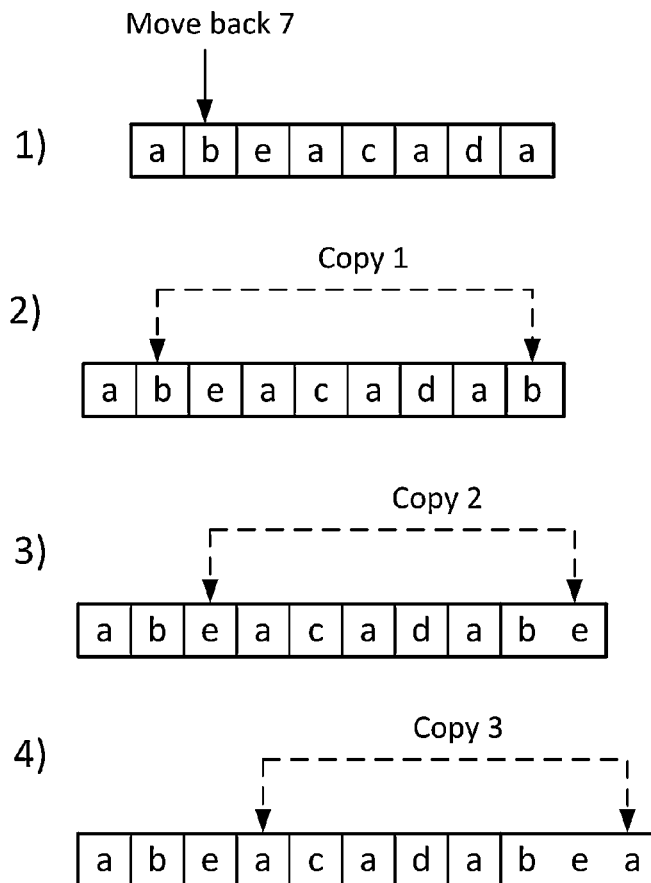 Move back 7
1) a b e a c a d a
Copy 1
2)
a b e a c a d a b
Copy 2
3)
a b e a c a d a b e
Copy 3
4)
a b e a c a d a b e a